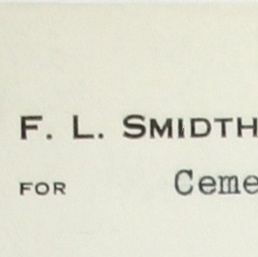 F. L. SMIDTH
FOR Ceme